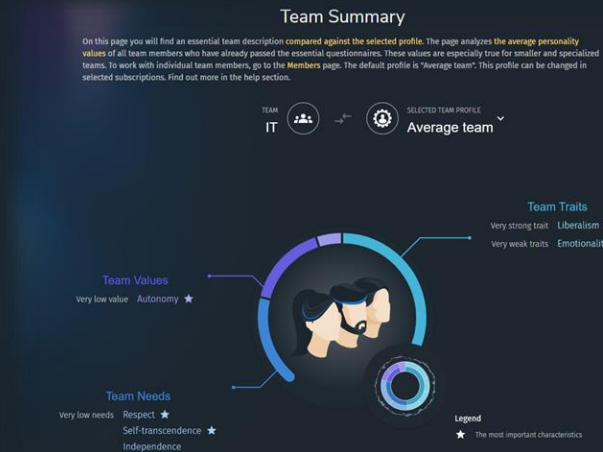 Team Summary
On this page you will find an essential team description compared against the selected profile. The page analyzes the average personality
values of all team members who have already passed the essential questionnaires. These values are especially true for smaller and specialized
teams. To work with individual team members, go to the Members page. The default profile is "Average team". This profile can be changed in
selected subscriptions. Find out more in the help section.
TEAM
IT
SELECTED TEAM PROFILE
Average team
Team Traits
Very strong trait Liberalism
Very weak traits Emotionalit
Team Values
Very low value Autonomy
Team Needs
Very low needs Respect
Self-transcendence
Independence
Legend
The most important characteristics